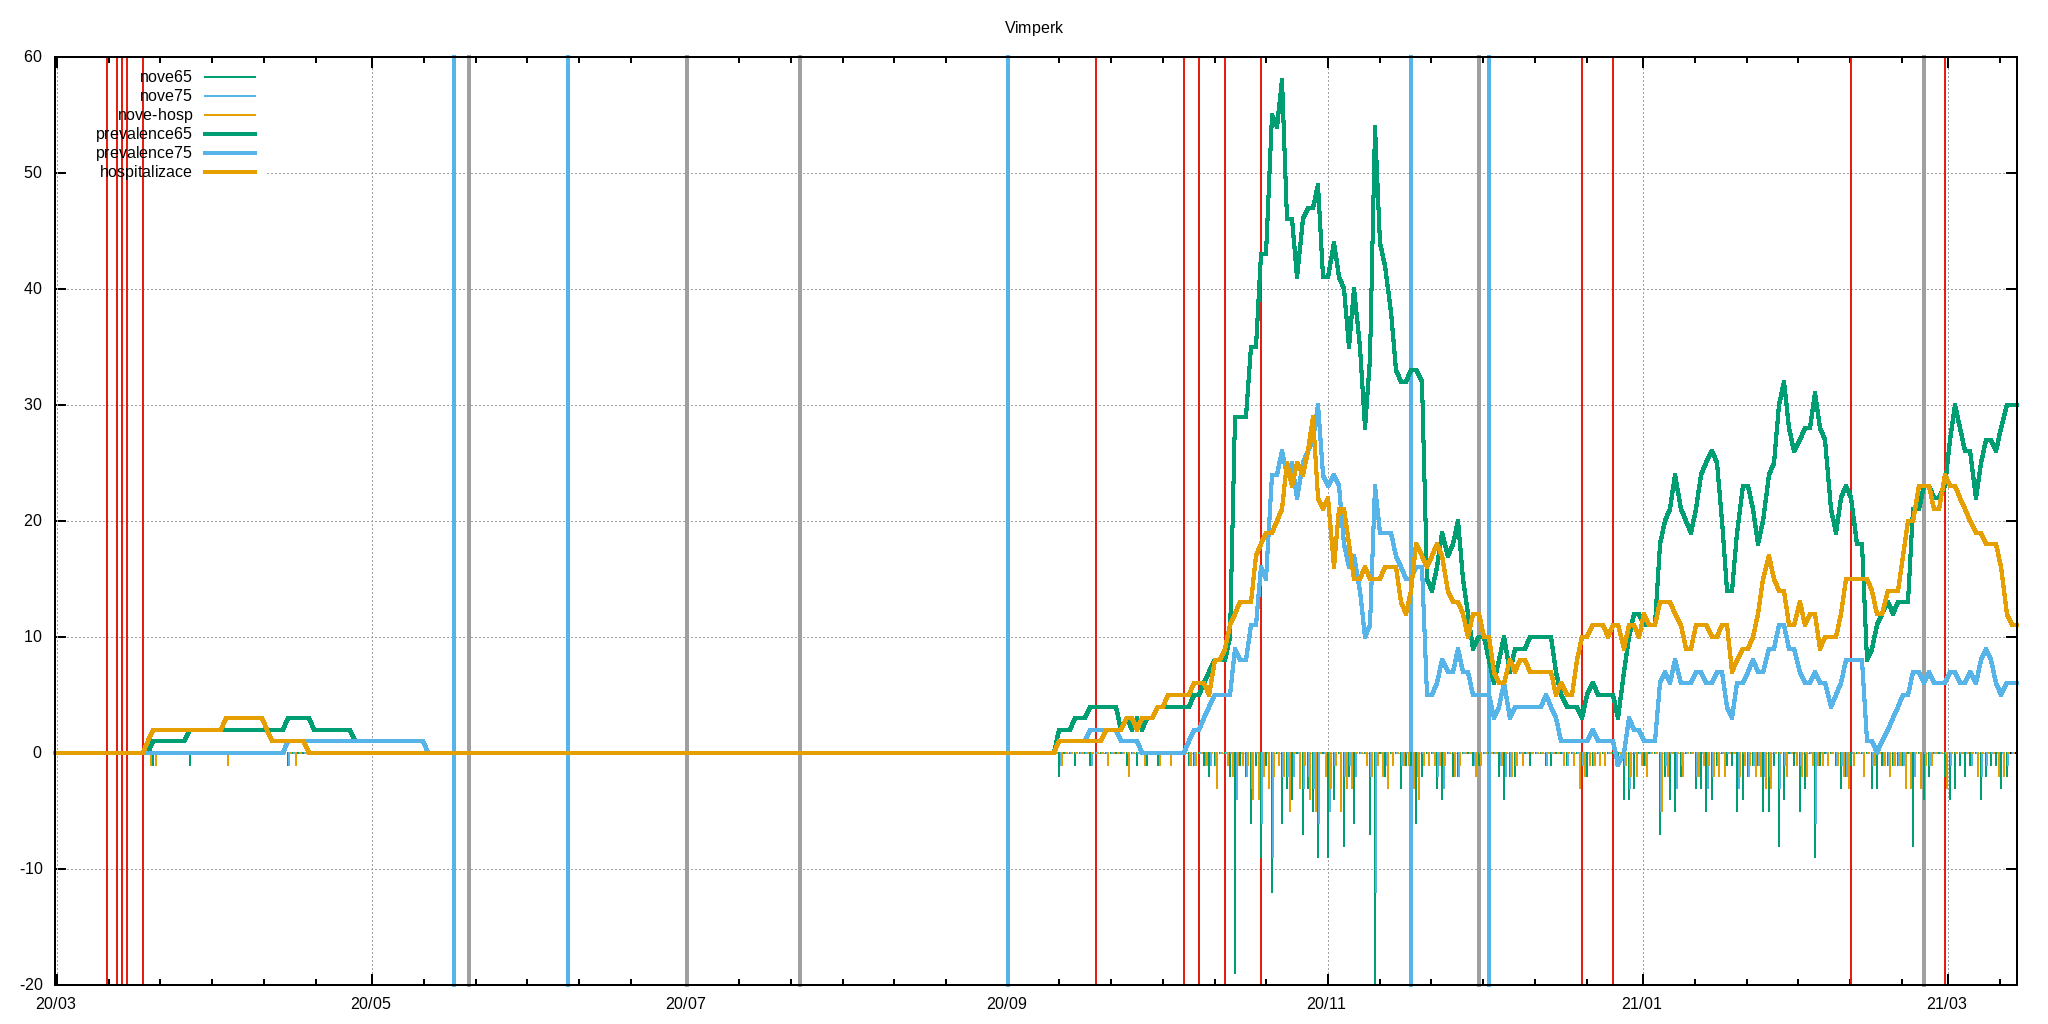 Vimperk
60
nove65
nove75
nove-hosp
prevalence65
prevalence75
hospitalizace
50
40
30
20
10
0
-10
-20
20/03 20/05 20/07 20/09 20/11 21/01 21/03